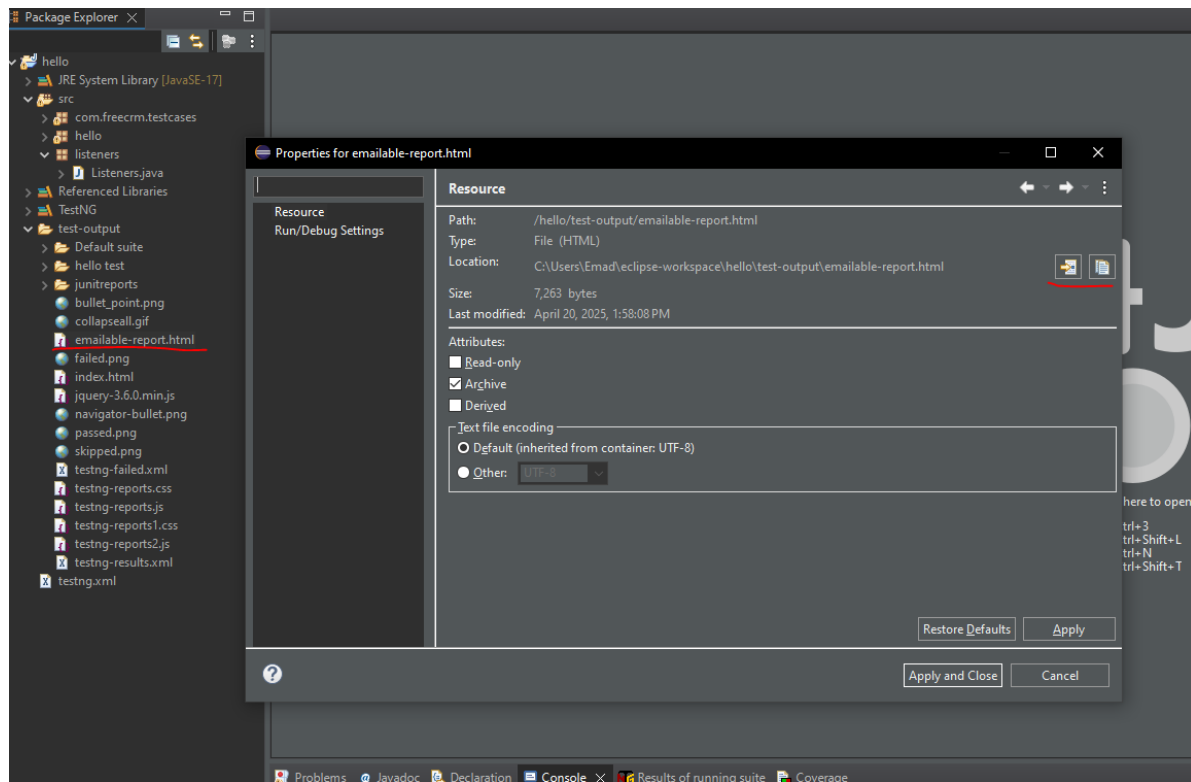 Package Explorer
hello
JRE System Library [JavaSE-17]
src
com.freecrm.testcases
hello
listeners
Listeners.java
Referenced Libraries
TestNG
test-output
Default suite
hello test
junitreports
bullet_point.png
collapseall.gif
emailable-report.html
failed.png
index.html
jquery-3.6.0.min.js
navigator-bullet.png
passed.png
skipped.png
testng-failed.xml
testng-reports.css
testng-reports.js
testng-reports1.css
testng-reports2.js
testng-results.xml
testng.xml
Properties for emailable-report.html
Resource
Run/Debug Settings
Resource
Path: /hello/test-output/emailable-report.html
Type: File (HTML)
Location: C:\Users\Emad\eclipse-workspace\hello\test-output\emailable-report.html
Size: 7,263 bytes
Last modified: April 20, 2025, 1:58:08 PM
Attributes:
Read-only
Archive
Derived
Text file encoding
Default (inherited from container: UTF-8)
Other: UTF-8
Restore Defaults Apply
Apply and Close Cancel
here to open
trl+3
trl+Shift+L
trl+N
trl+Shift+T
Problems Javadoc Declaration Console Results of running suite Coverage